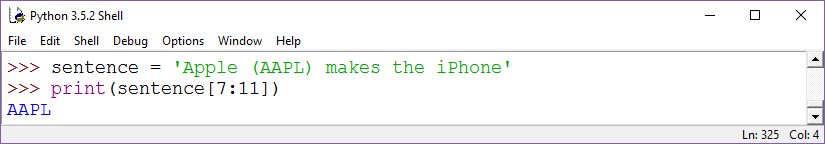 Python 3.5.2 Shell
File Edit Shell Debug Options Window Help
>>> sentence = 'Apple (AAPL) makes the iPhone'
>>> print(sentence[7:11])
AAPL
Ln: 325 Col: 4